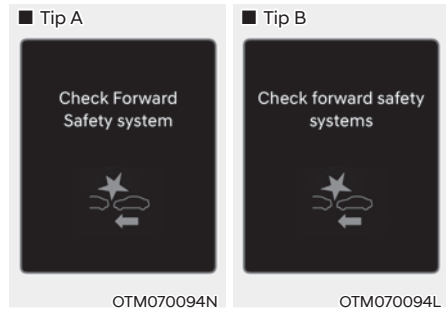 ■ Tip A
Check Forward
Safety system
OTM070094N
■ Tip B
Check forward safety
systems
OTM070094L